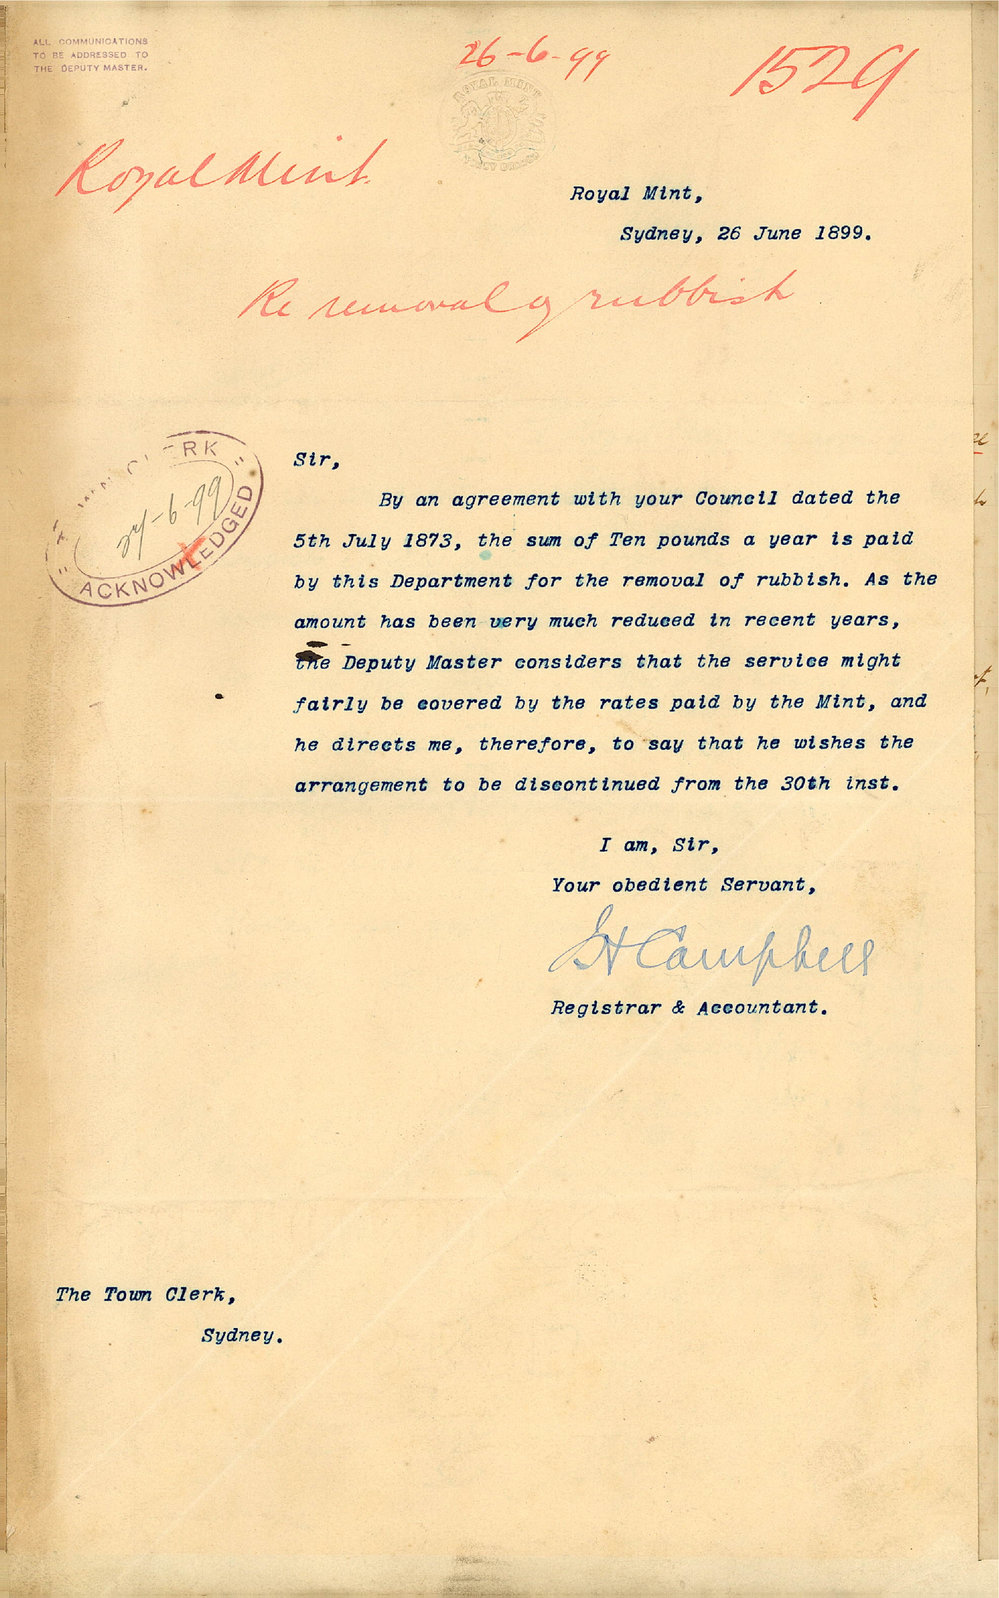 ALL COMMUNICATIONS
TO BE ADDRESSED TO
THE DEPUTY MASTER.
26-6-99
1529
ROYAL MINT
Royal Mint
Royal Mint,
Sydney, 26 June 1899.
Re removal of rubbish
CLERK
27-6-99
ACKNOWLEDGED
Sir,
By an agreement with your Council dated the
5th July 1873, the sum of Ten pounds a year is paid
by this Department for the removal of rubbish. As the
amount has been very much reduced in recent years,
the Deputy Master considers that the service might
fairly be covered by the rates paid by the Mint, and
he directs me, therefore, to say that he wishes the
arrangement to be discontinued from the 30th inst.
I am, Sir,
Your obedient Servant,
GH Campbell
Registrar & Accountant.
The Town Clerk,
Sydney.